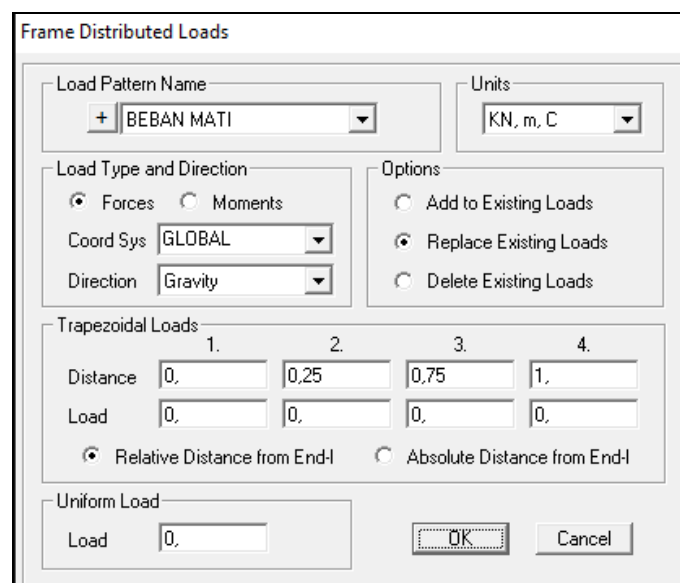 Frame Distributed Loads
Load Pattern Name
+ BEBAN MATI
Units
KN, m, C
Load Type and Direction
Forces Moments
Coord Sys GLOBAL
Direction Gravity
Options
Add to Existing Loads
Replace Existing Loads
Delete Existing Loads
Trapezoidal Loads
1. 2. 3. 4.
Distance 0, 0,25 0,75 1,
Load 0, 0, 0, 0,
Relative Distance from End-I Absolute Distance from End-I
Uniform Load
Load 0,
OK Cancel